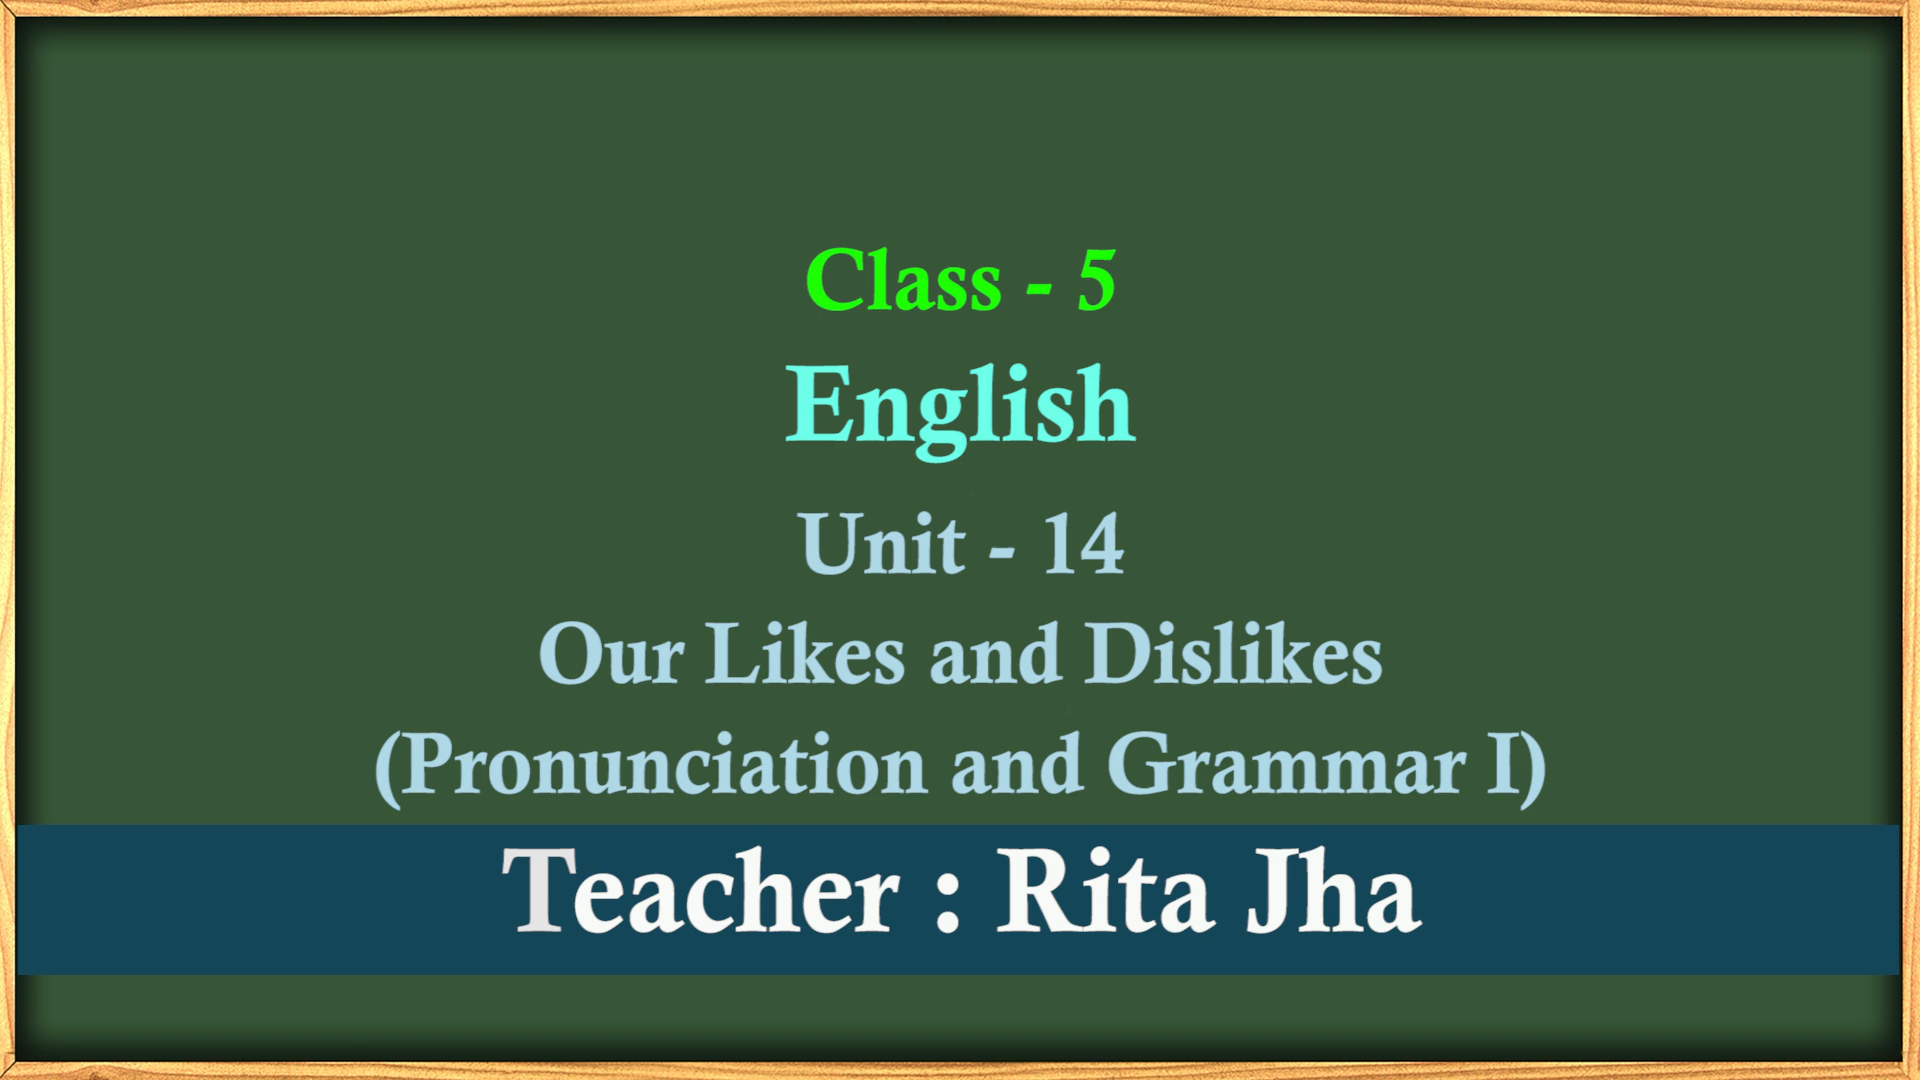 Class - 5
English
Unit - 14
Our Likes and Dislikes
(Pronunciation and Grammar I)
Teacher : Rita Jha